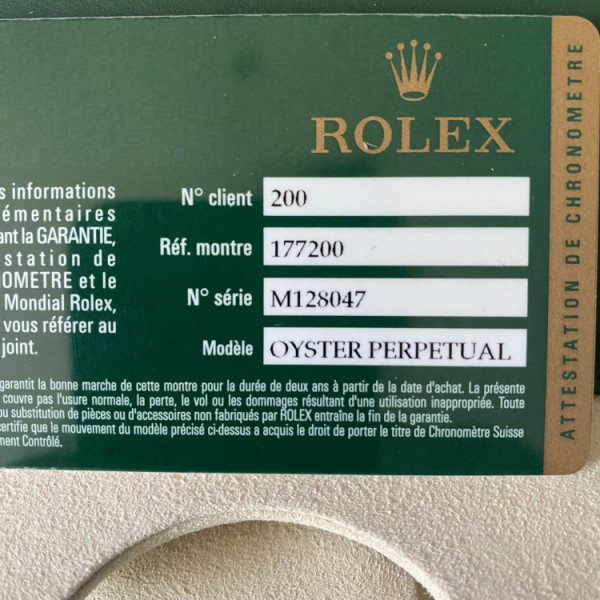 ROLEX
s informations
émentaires
ant la GARANTIE,
station de
OMETRE et le
Mondial Rolex,
vous référer au
joint.
N° client 200
Réf. montre 177200
N° série M128047
Modèle OYSTER PERPETUAL
garantit la bonne marche de cette montre pour la durée de deux ans à partir de la date d'achat. La présente
couvre pas l'usure normale, la perte, le vol ou les dommages résultant d'une utilisation inappropriée. Toute
ou substitution de pièces ou d'accessoires non fabriqués par ROLEX entraîne la fin de la garantie.
certifie que le mouvement du modèle précisé ci-dessus a acquis le droit de porter le titre de Chronomètre Suisse
ment Contrôlé.
ATTESTATION DE CHRONOMETRE